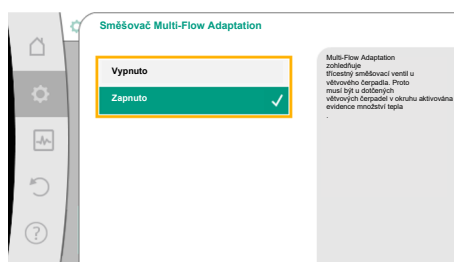 Směšovač Multi-Flow Adaptation
Vypnuto
Zapnuto
Multi-Flow Adaptation
zohledňuje
třícestný směšovací ventil u
větvového čerpadla. Proto
musí být u dotčených
větvových čerpadel v okruhu aktivována
evidence množství tepla
.
?